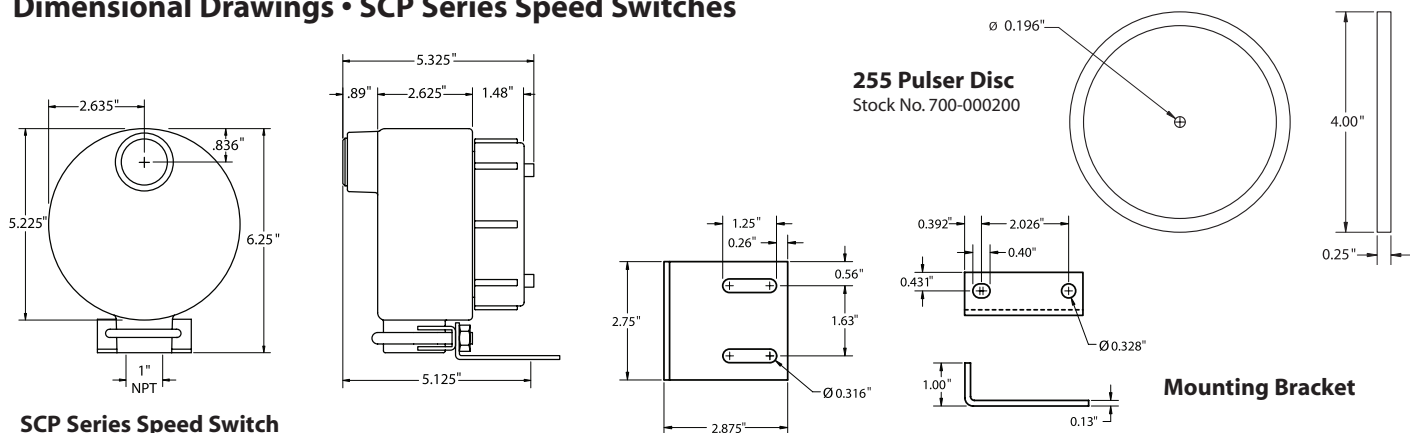 Dimensional Drawings • SCP Series Speed Switches
2.635"
.836"
5.225"
6.25"
1"
NPT
SCP Series Speed Switch
5.325"
.89"
2.625"
1.48"
5.125"
1.25"
0.26"
0.56"
2.75"
1.63"
Ø 0.316"
2.875"
255 Pulser Disc
Stock No. 700-000200
ø 0.196"
4.00"
0.25"
0.392"
2.026"
0.40"
0.431"
Ø 0.328"
1.00"
0.13"
Mounting Bracket